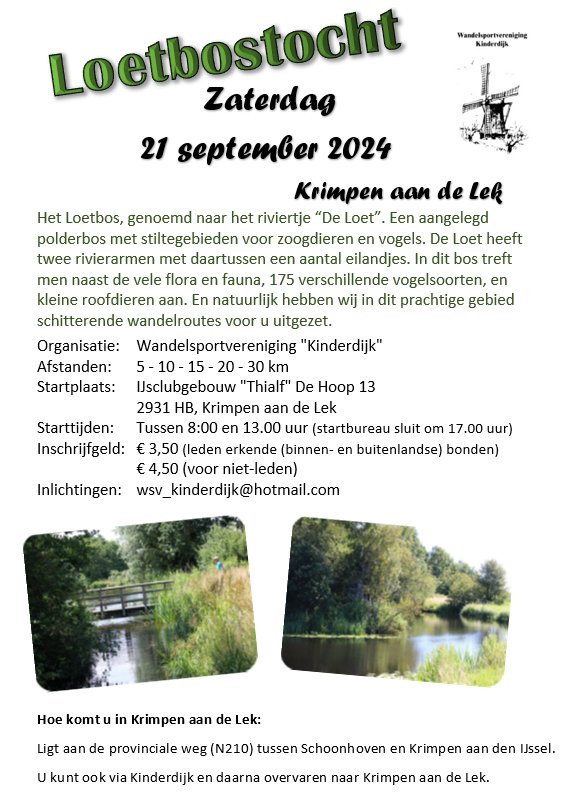 Loetbostocht
Wandelsportvereniging
Kinderdijk
Zaterdag
21 september 2024
Krimpen aan de Lek
Het Loetbos, genoemd naar het riviertje “De Loet”. Een aangelegd
polderbos met stiltegebieden voor zoogdieren en vogels. De Loet heeft
twee rivierarmen met daartussen een aantal eilandjes. In dit bos treft
men naast de vele flora en fauna, 175 verschillende vogelsoorten, en
kleine roofdieren aan. En natuurlijk hebben wij in dit prachtige gebied
schitterende wandelroutes voor u uitgezet.
Organisatie: Wandelsportvereniging "Kinderdijk"
Afstanden: 5 - 10 - 15 - 20 - 30 km
Startplaats: IJsclubgebouw "Thialf" De Hoop 13
2931 HB, Krimpen aan de Lek
Starttijden: Tussen 8:00 en 13.00 uur (startbureau sluit om 17.00 uur)
Inschrijfgeld: € 3,50 (leden erkende (binnen- en buitenlandse) bonden)
€ 4,50 (voor niet-leden)
Inlichtingen: wsv_kinderdijk@hotmail.com
Hoe komt u in Krimpen aan de Lek:
Ligt aan de provinciale weg (N210) tussen Schoonhoven en Krimpen aan den IJssel.
U kunt ook via Kinderdijk en daarna overvaren naar Krimpen aan de Lek.